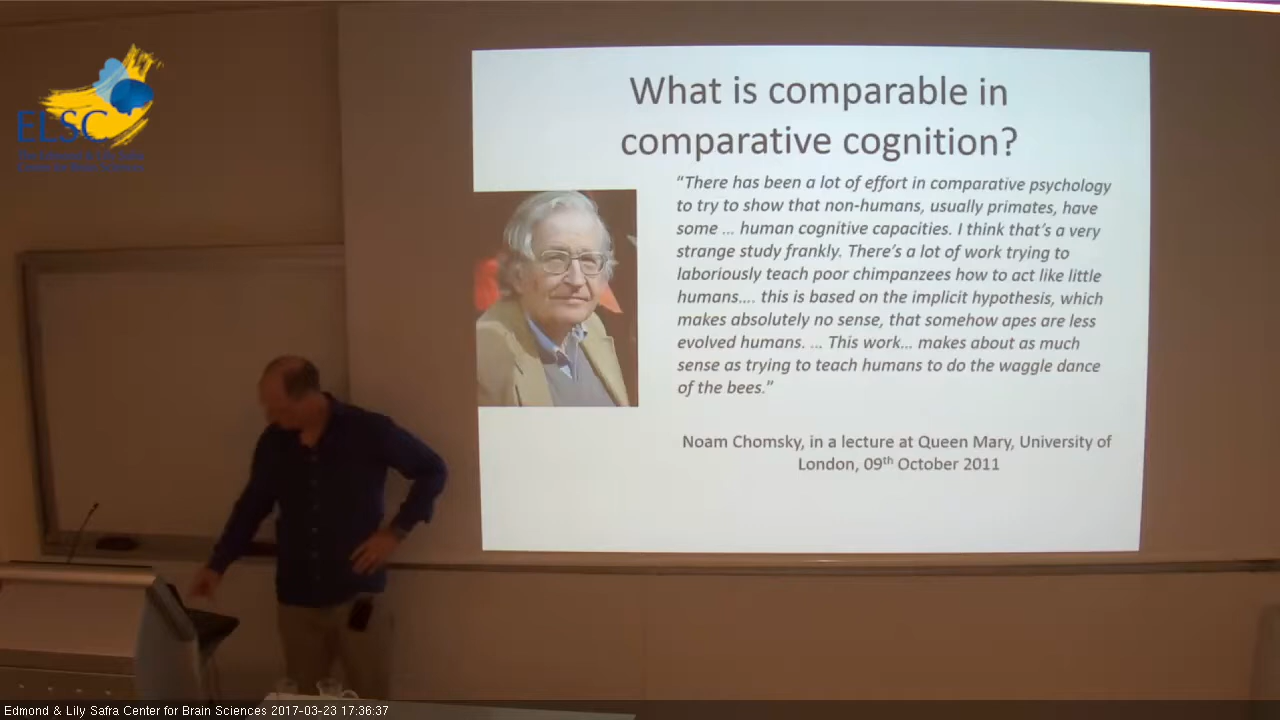 ELSC
What is comparable in
comparative cognition?
“There has been a lot of effort in comparative psychology
to try to show that non-humans, usually primates, have
some ... human cognitive capacities. I think that’s a very
strange study frankly. There’s a lot of work trying to
laboriously teach poor chimpanzees how to act like little
humans.... this is based on the implicit hypothesis, which
makes absolutely no sense, that somehow apes are less
evolved humans. ... This work... makes about as much
sense as trying to teach humans to do the waggle dance
of the bees.”
Noam Chomsky, in a lecture at Queen Mary, University of
London, 09th October 2011
Edmond & Lily Safra Center for Brain Sciences 2017-03-23 17:36:37